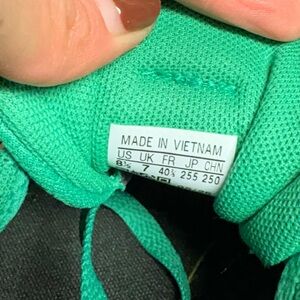 MADE IN VIETNAM
US UK FR JP CHN
8½ 7 40⅔ 255 250